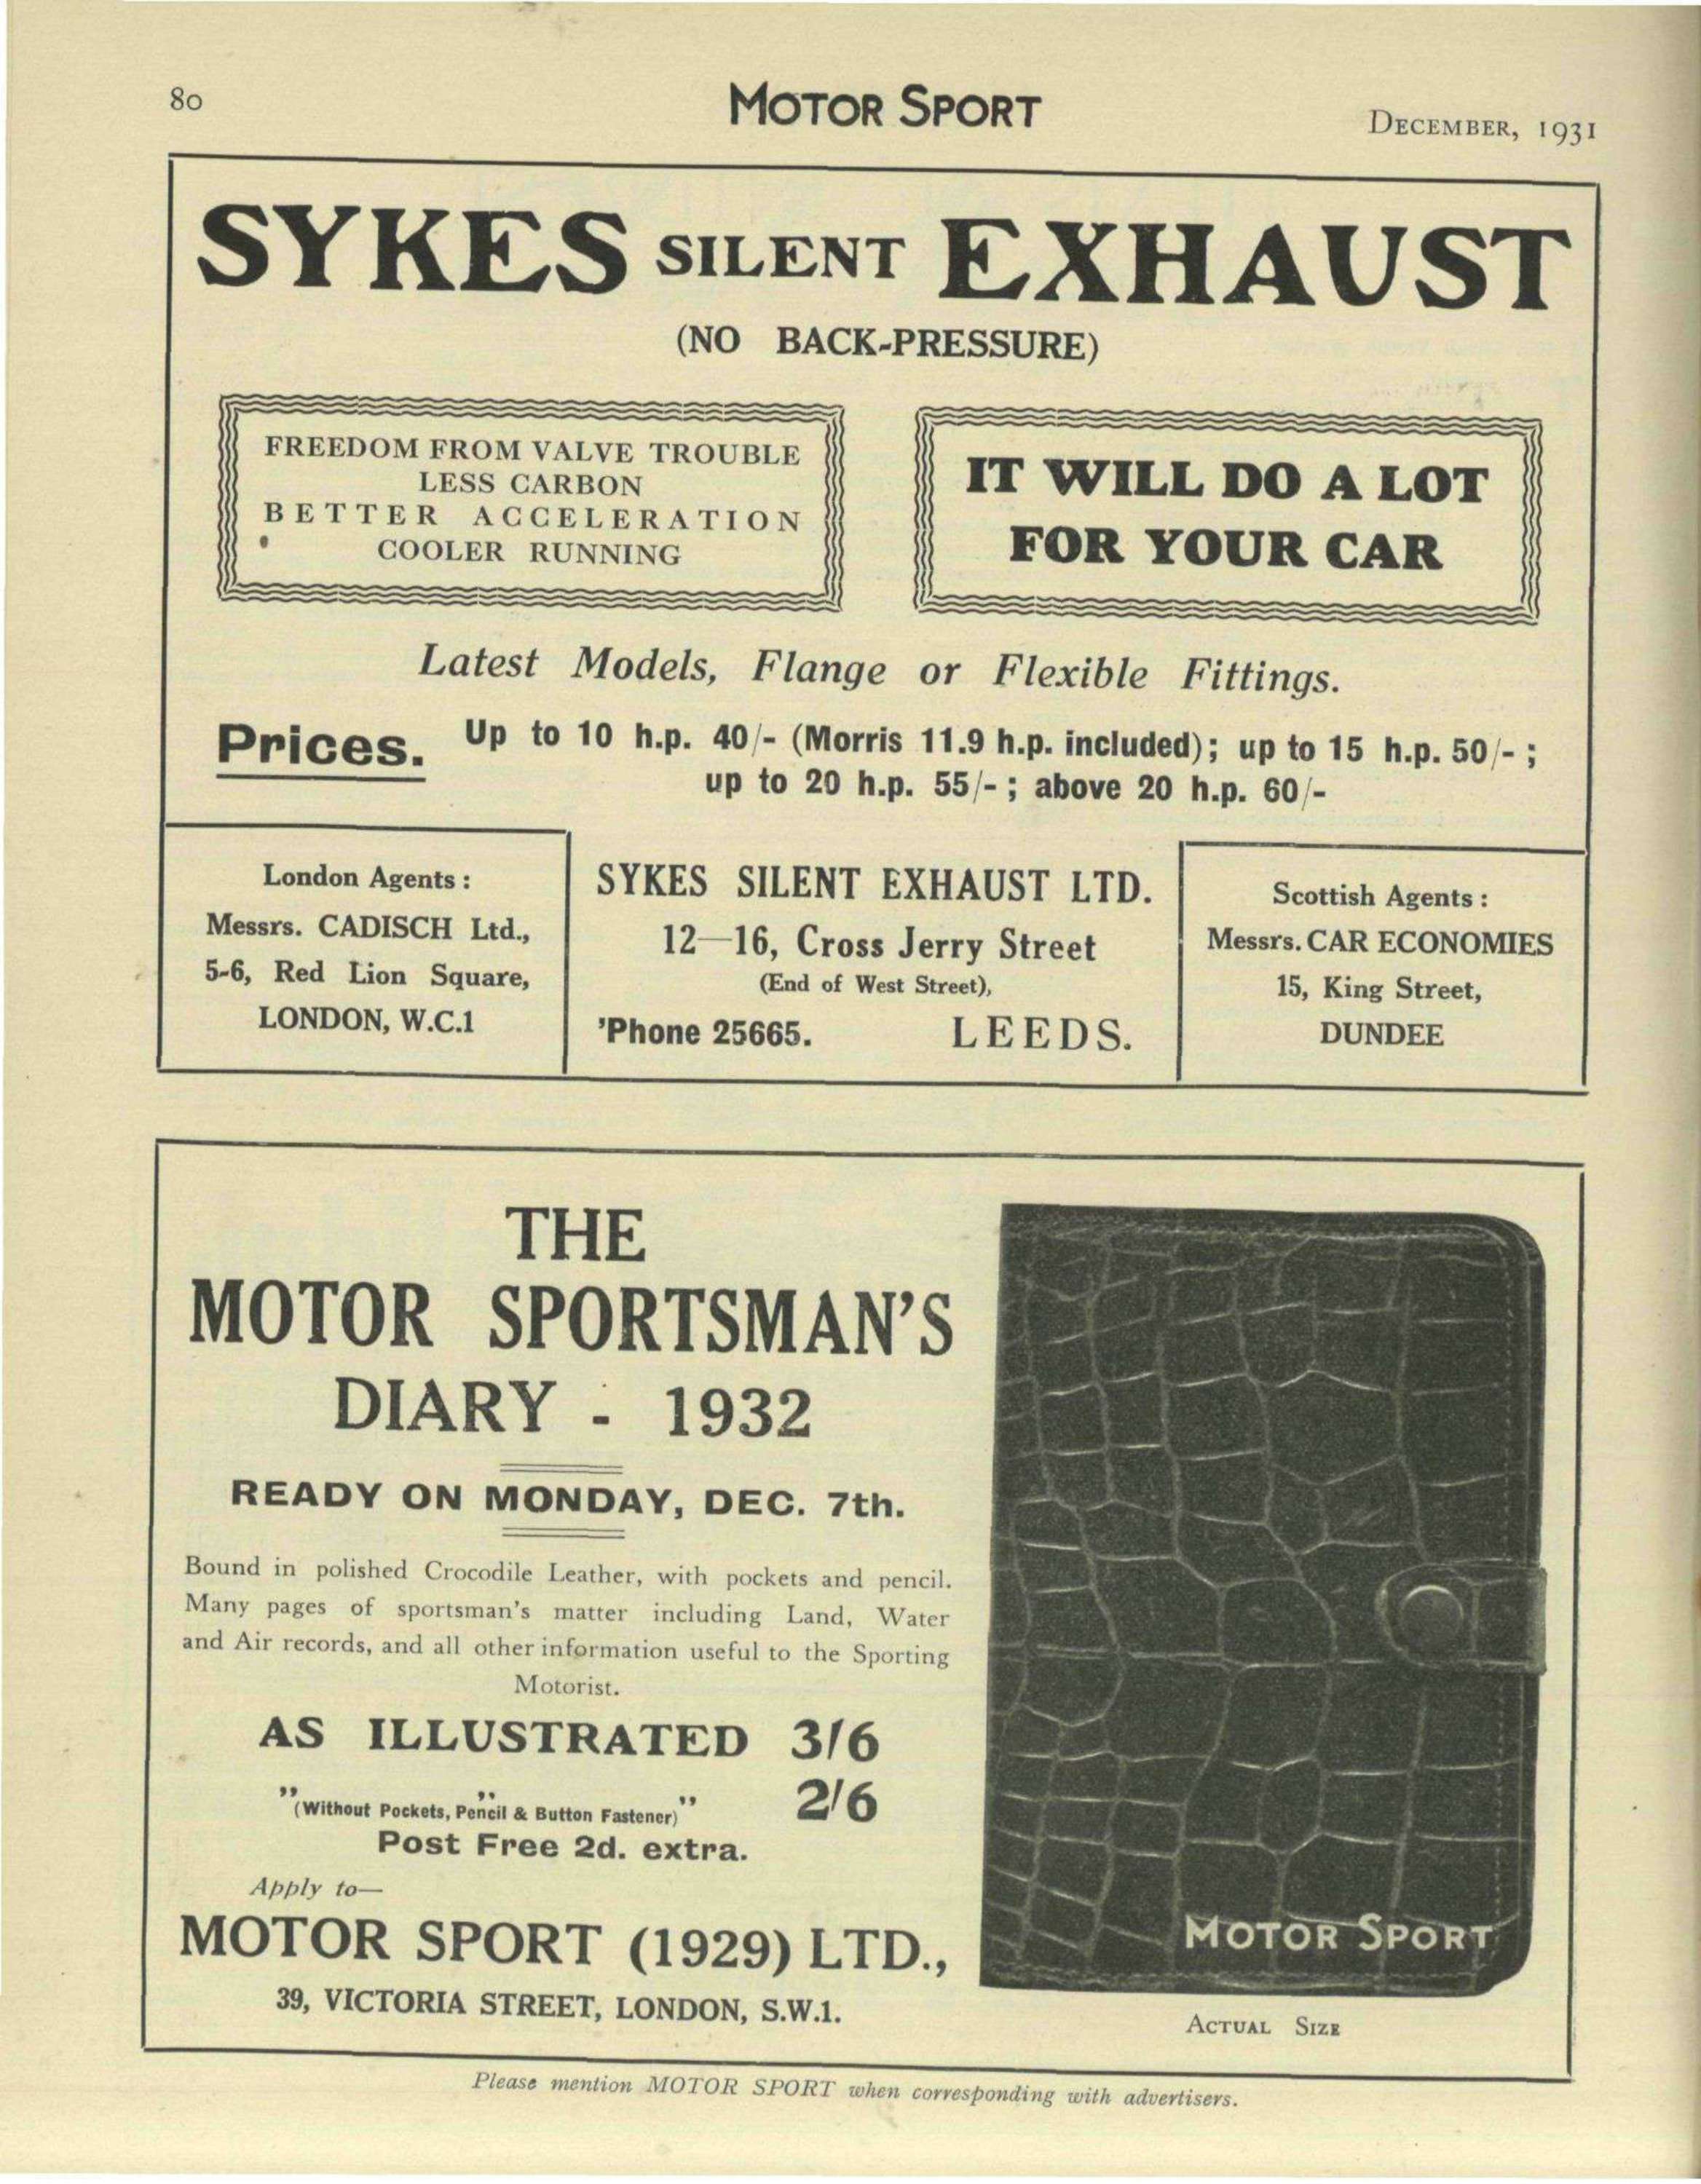 80
MOTOR SPORT
DECEMBER, 1931
SYKES SILENT EXHAUST
(NO BACK-PRESSURE)
FREEDOM FROM VALVE TROUBLE
LESS CARBON
BETTER ACCELERATION
COOLER RUNNING
IT WILL DO A LOT
FOR YOUR CAR
Latest Models, Flange or Flexible Fittings.
Prices. Up to 10 h.p. 40/- (Morris 11.9 h.p. included); up to 15 h.p. 50/- ;
up to 20 h.p. 55/- ; above 20 h.p. 60/-
London Agents :
Messrs. CADISCH Ltd.,
5-6, Red Lion Square,
LONDON, W.C.1
SYKES SILENT EXHAUST LTD.
12—16, Cross Jerry Street
(End of West Street),
'Phone 25665. LEEDS.
Scottish Agents :
Messrs. CAR ECONOMIES
15, King Street,
DUNDEE
THE
MOTOR SPORTSMAN'S
DIARY - 1932
READY ON MONDAY, DEC. 7th.
Bound in polished Crocodile Leather, with pockets and pencil.
Many pages of sportsman's matter including Land, Water
and Air records, and all other information useful to the Sporting
Motorist.
AS ILLUSTRATED 3/6
" " " 2/6
(Without Pockets, Pencil & Button Fastener)
Post Free 2d. extra.
Apply to—
MOTOR SPORT (1929) LTD.,
39, VICTORIA STREET, LONDON, S.W.1.
MOTOR SPORT
ACTUAL SIZE
Please mention MOTOR SPORT when corresponding with advertisers.